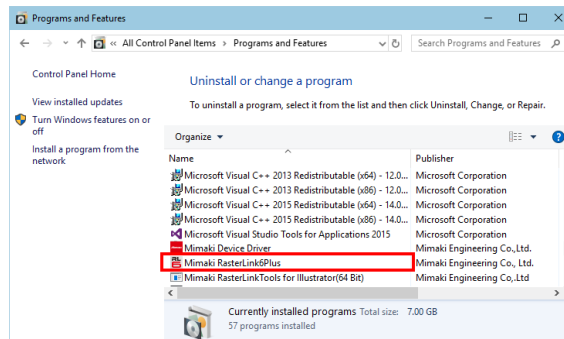 Programs and Features
« All Control Panel Items › Programs and Features
Search Programs and Features
Control Panel Home
View installed updates
Turn Windows features on or off
Install a program from the network
Uninstall or change a program
To uninstall a program, select it from the list and then click Uninstall, Change, or Repair.
Organize
Name Publisher
Microsoft Visual C++ 2013 Redistributable (x64) - 12.0... Microsoft Corporation
Microsoft Visual C++ 2013 Redistributable (x86) - 12.0... Microsoft Corporation
Microsoft Visual C++ 2015 Redistributable (x64) - 14.0... Microsoft Corporation
Microsoft Visual C++ 2015 Redistributable (x86) - 14.0... Microsoft Corporation
Microsoft Visual Studio Tools for Applications 2015 Microsoft Corporation
Mimaki Device Driver Mimaki Engineering Co.,Ltd.
Mimaki RasterLink6Plus Mimaki Engineering Co., Ltd.
Mimaki RasterLinkTools for Illustrator(64 Bit) Mimaki Engineering Co,.Ltd
Currently installed programs Total size: 7.00 GB
57 programs installed